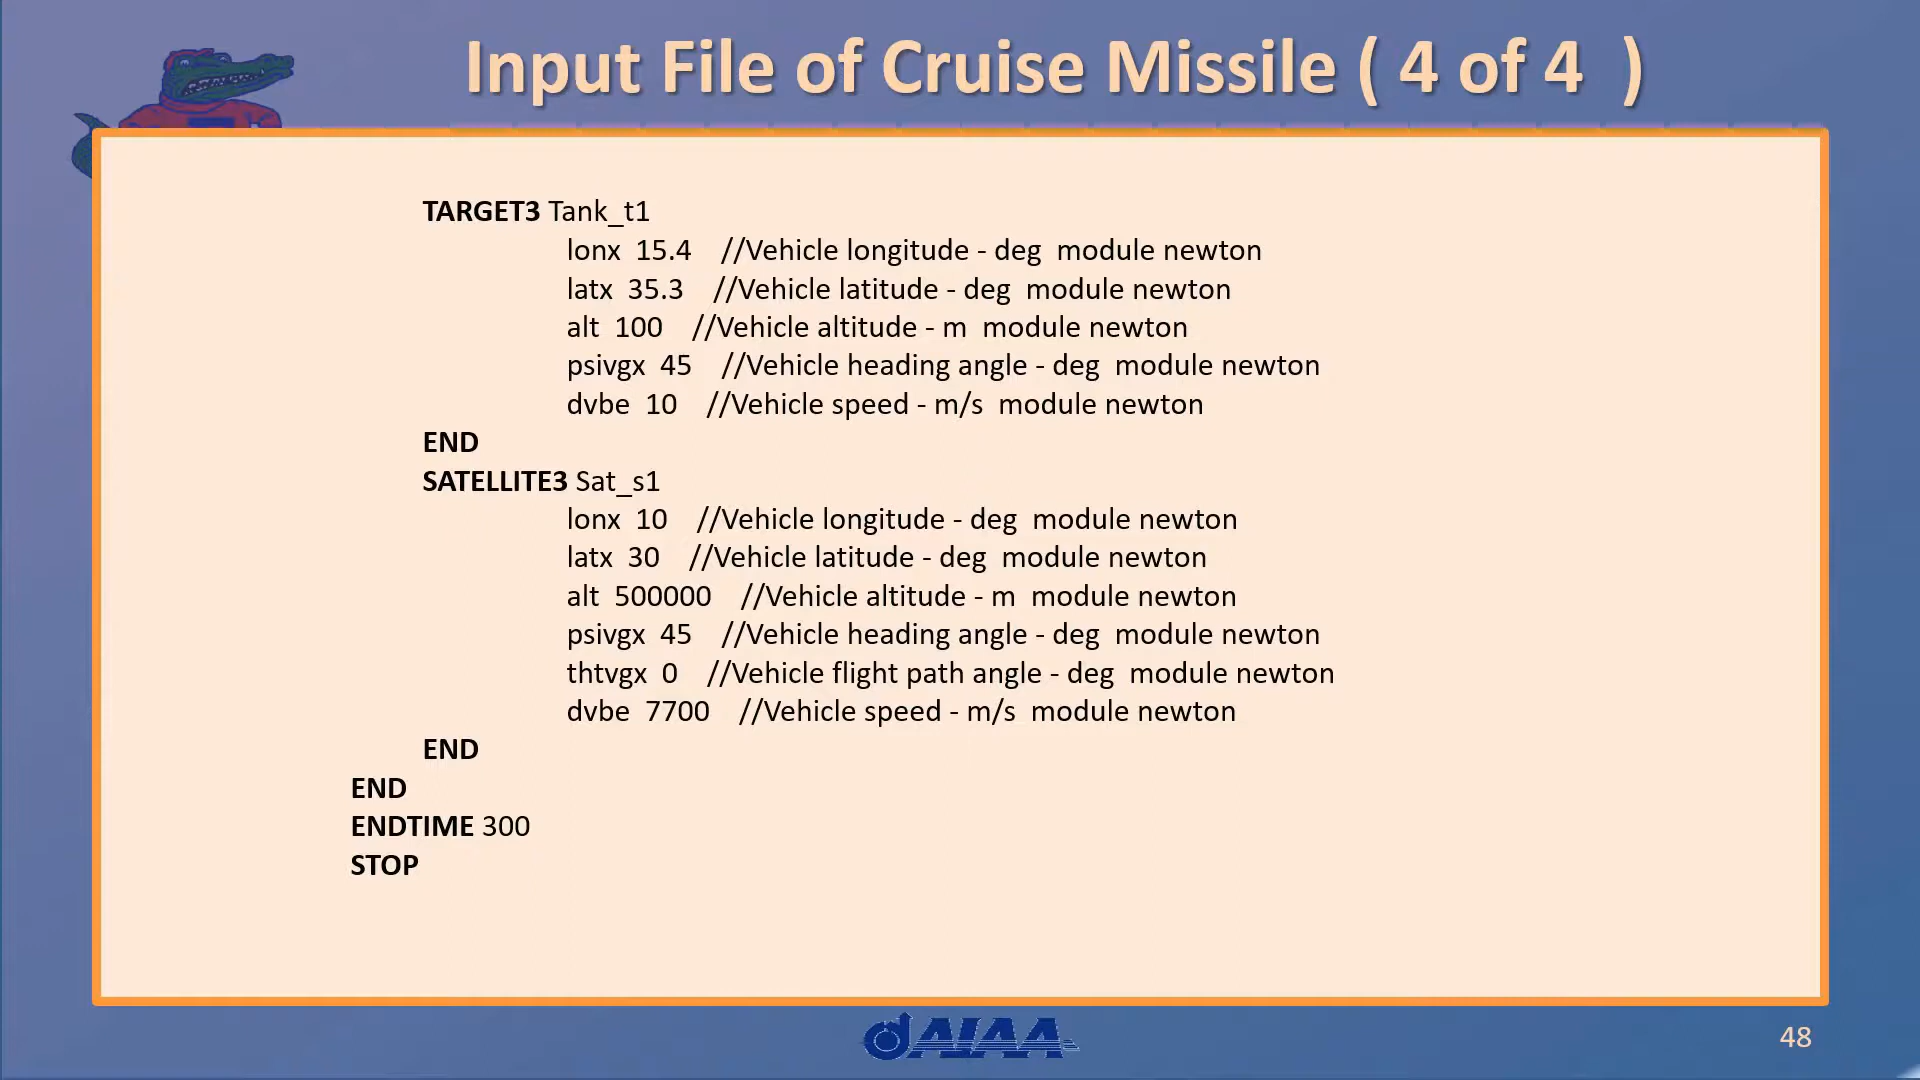 Input File of Cruise Missile ( 4 of 4 )
TARGET3 Tank_t1
lonx 15.4 //Vehicle longitude - deg module newton
latx 35.3 //Vehicle latitude - deg module newton
alt 100 //Vehicle altitude - m module newton
psivgx 45 //Vehicle heading angle - deg module newton
dvbe 10 //Vehicle speed - m/s module newton
END
SATELLITE3 Sat_s1
lonx 10 //Vehicle longitude - deg module newton
latx 30 //Vehicle latitude - deg module newton
alt 500000 //Vehicle altitude - m module newton
psivgx 45 //Vehicle heading angle - deg module newton
thtvgx 0 //Vehicle flight path angle - deg module newton
dvbe 7700 //Vehicle speed - m/s module newton
END
END
ENDTIME 300
STOP
AIAA
48